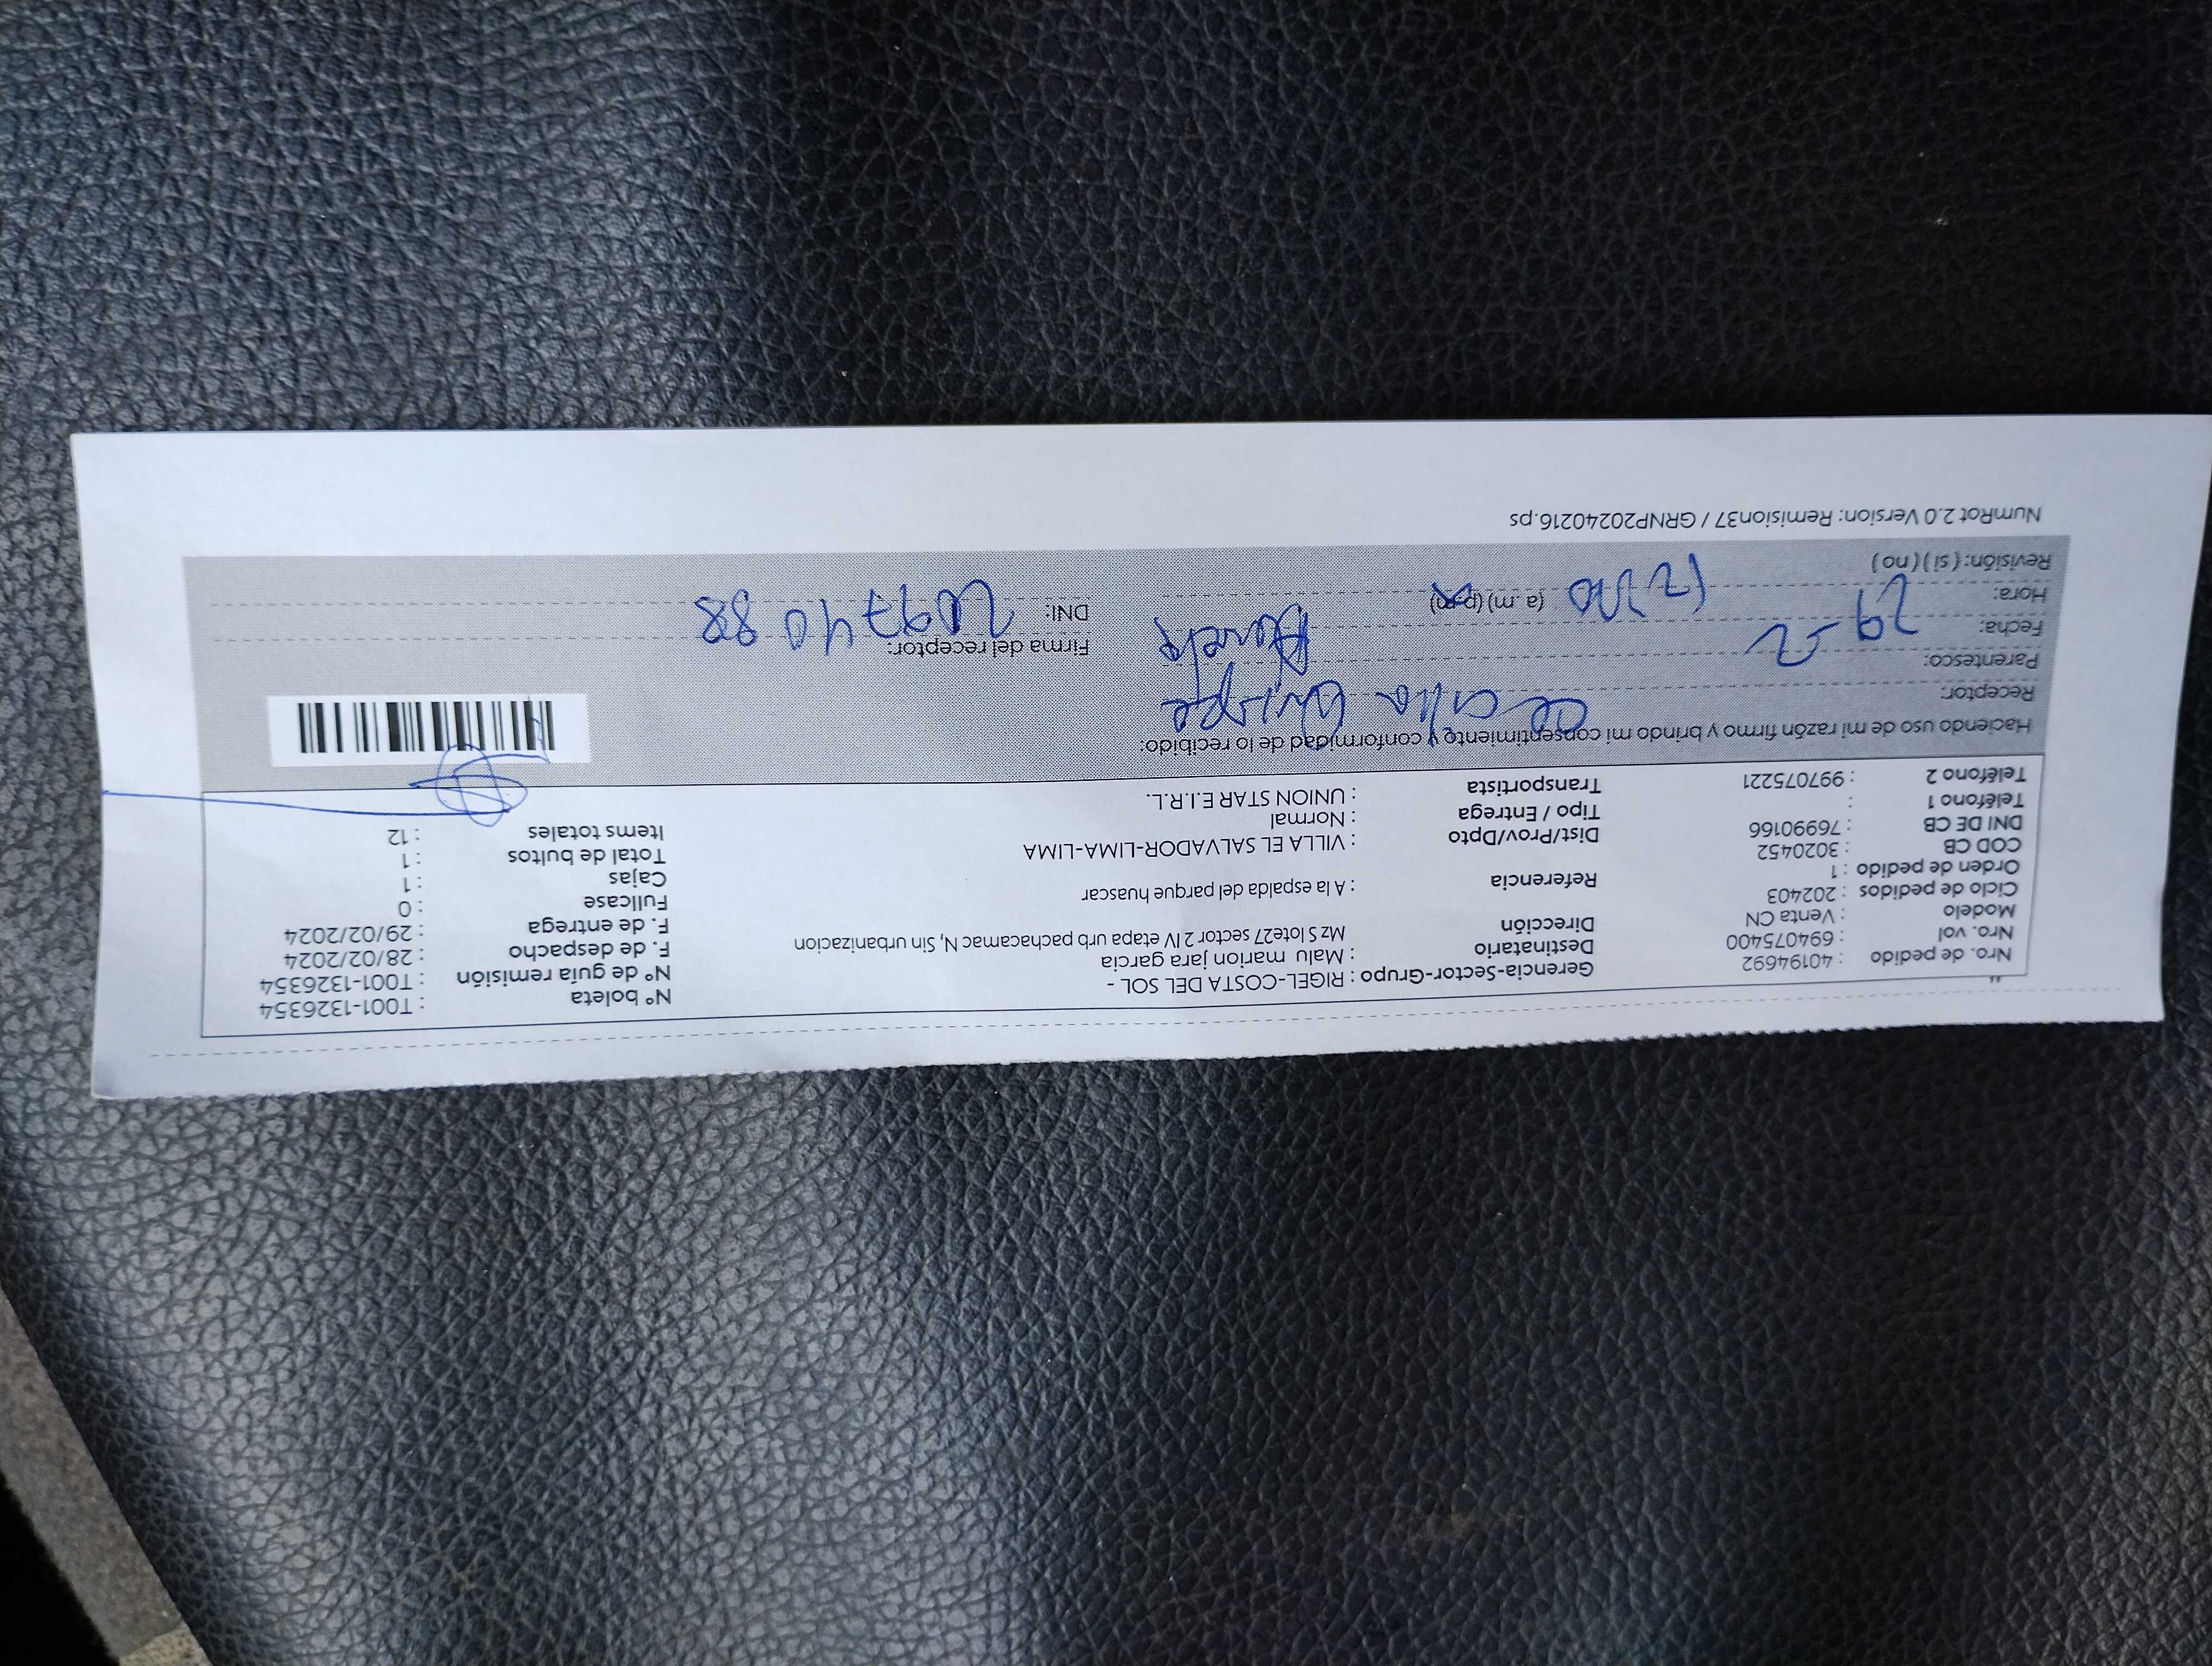 Nro. de pedido : 40194692 Gerencia-Sector-Grupo : RIGEL-COSTA DEL SOL - N° boleta : T001-1326354
Nro. vol : 694075400 Destinatario : Malu marion jara garcia N° de guía remisión : T001-1326354
Modelo : Venta CN Dirección Mz S lote27 sector 2 IV etapa urb pachacamac N, Sin urbanizacion F. de despacho : 28/02/2024
Ciclo de pedidos : 202403 F. de entrega : 29/02/2024
Orden de pedido : 1 Referencia : A la espalda del parque huascar Fullcase : 0
COD CB : 3020452 Cajas : 1
DNI DE CB : 76990166 Dist/Prov/Dpto : VILLA EL SALVADOR-LIMA-LIMA Total de bultos : 1
Teléfono 1 : Tipo / Entrega : Normal Items totales : 12
Teléfono 2 : 997075221 Transportista : UNION STAR E.I.R.L.
Haciendo uso de mi razón firmo y brindo mi consentimiento y conformidad de lo recibido:
Receptor: Cecilia Quispe
Parentesco:
Fecha: 29-2 Firma del receptor:
Hora: (a.m) (p.m) DNI:
Revisión: ( si ) ( no )
NumRot 2.0 Version: Remision37 / GRNP20240216.ps